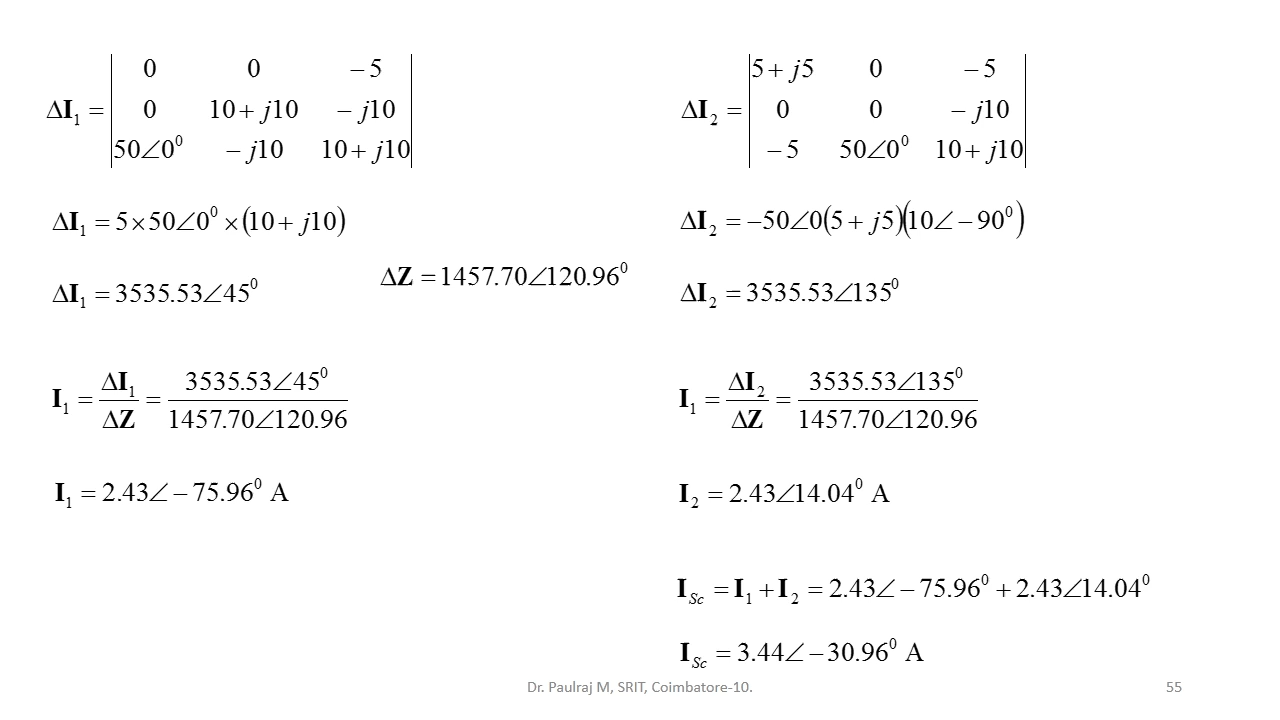 ΔI₁ = | 0 0 −5 |
| 0 10 + j10 −j10 |
| 50∠0⁰ −j10 10 + j10 |
ΔI₁ = 5 × 50∠0⁰ × (10 + j10)
ΔI₁ = 3535.53∠45⁰
ΔZ = 1457.70∠120.96⁰
I₁ = ΔI₁/ΔZ = 3535.53∠45⁰/1457.70∠120.96
I₁ = 2.43∠−75.96⁰ A
ΔI₂ = | 5 + j5 0 −5 |
| 0 0 −j10 |
| −5 50∠0⁰ 10 + j10 |
ΔI₂ = −50∠0(5 + j5)(10∠−90⁰)
ΔI₂ = 3535.53∠135⁰
I₁ = ΔI₂/ΔZ = 3535.53∠135⁰/1457.70∠120.96
I₂ = 2.43∠14.04⁰ A
I_Sc = I₁ + I₂ = 2.43∠−75.96⁰ + 2.43∠14.04⁰
I_Sc = 3.44∠−30.96⁰ A
Dr. Paulraj M, SRIT, Coimbatore-10.
55